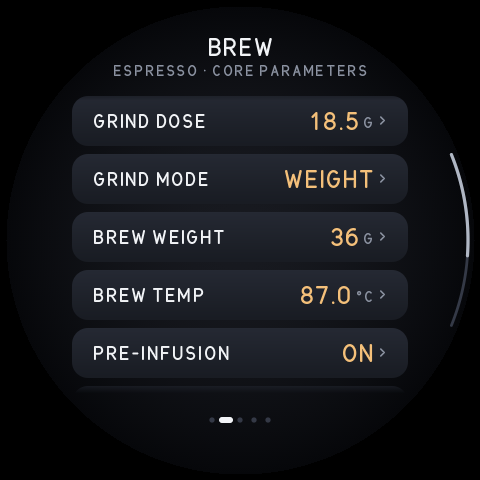 BREW
ESPRESSO · CORE PARAMETERS
GRIND DOSE 18.5 G ›
GRIND MODE WEIGHT ›
BREW WEIGHT 36 G ›
BREW TEMP 87.0 °C ›
PRE-INFUSION ON ›